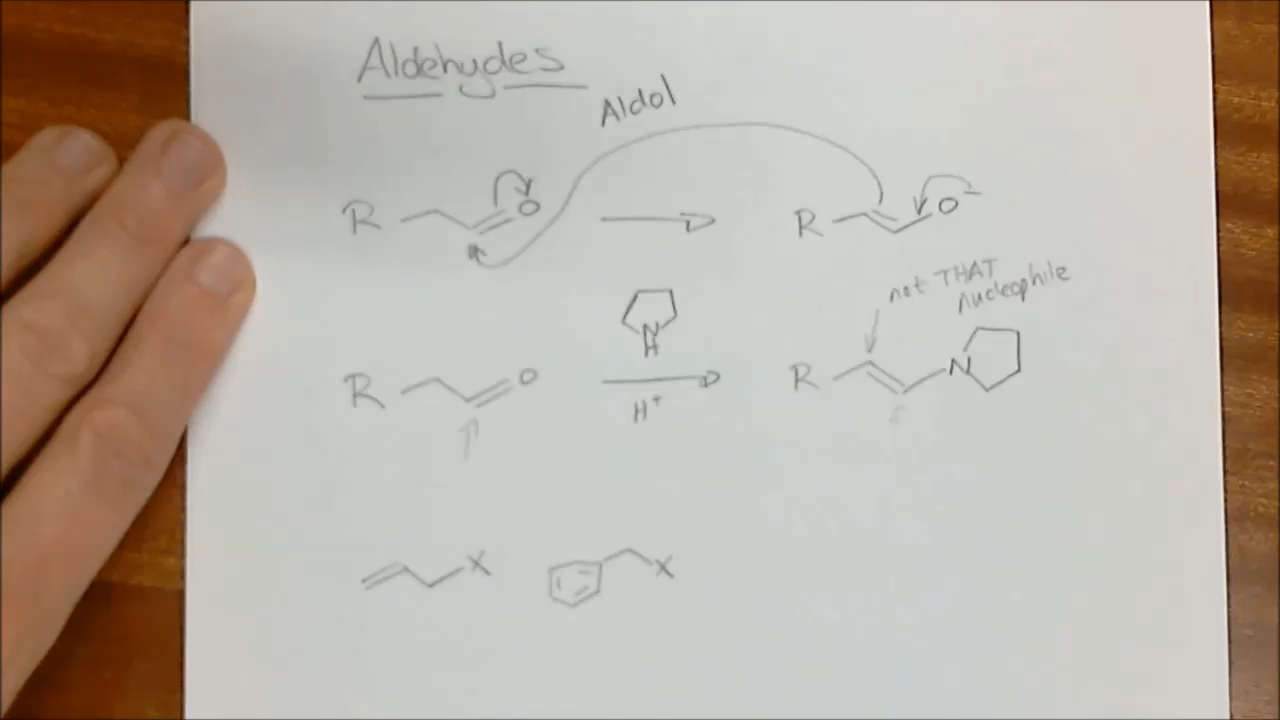 Aldehydes
Aldol
R O R O⁻
not THAT
nucleophile
N
H
R O H⁺ R N
X X